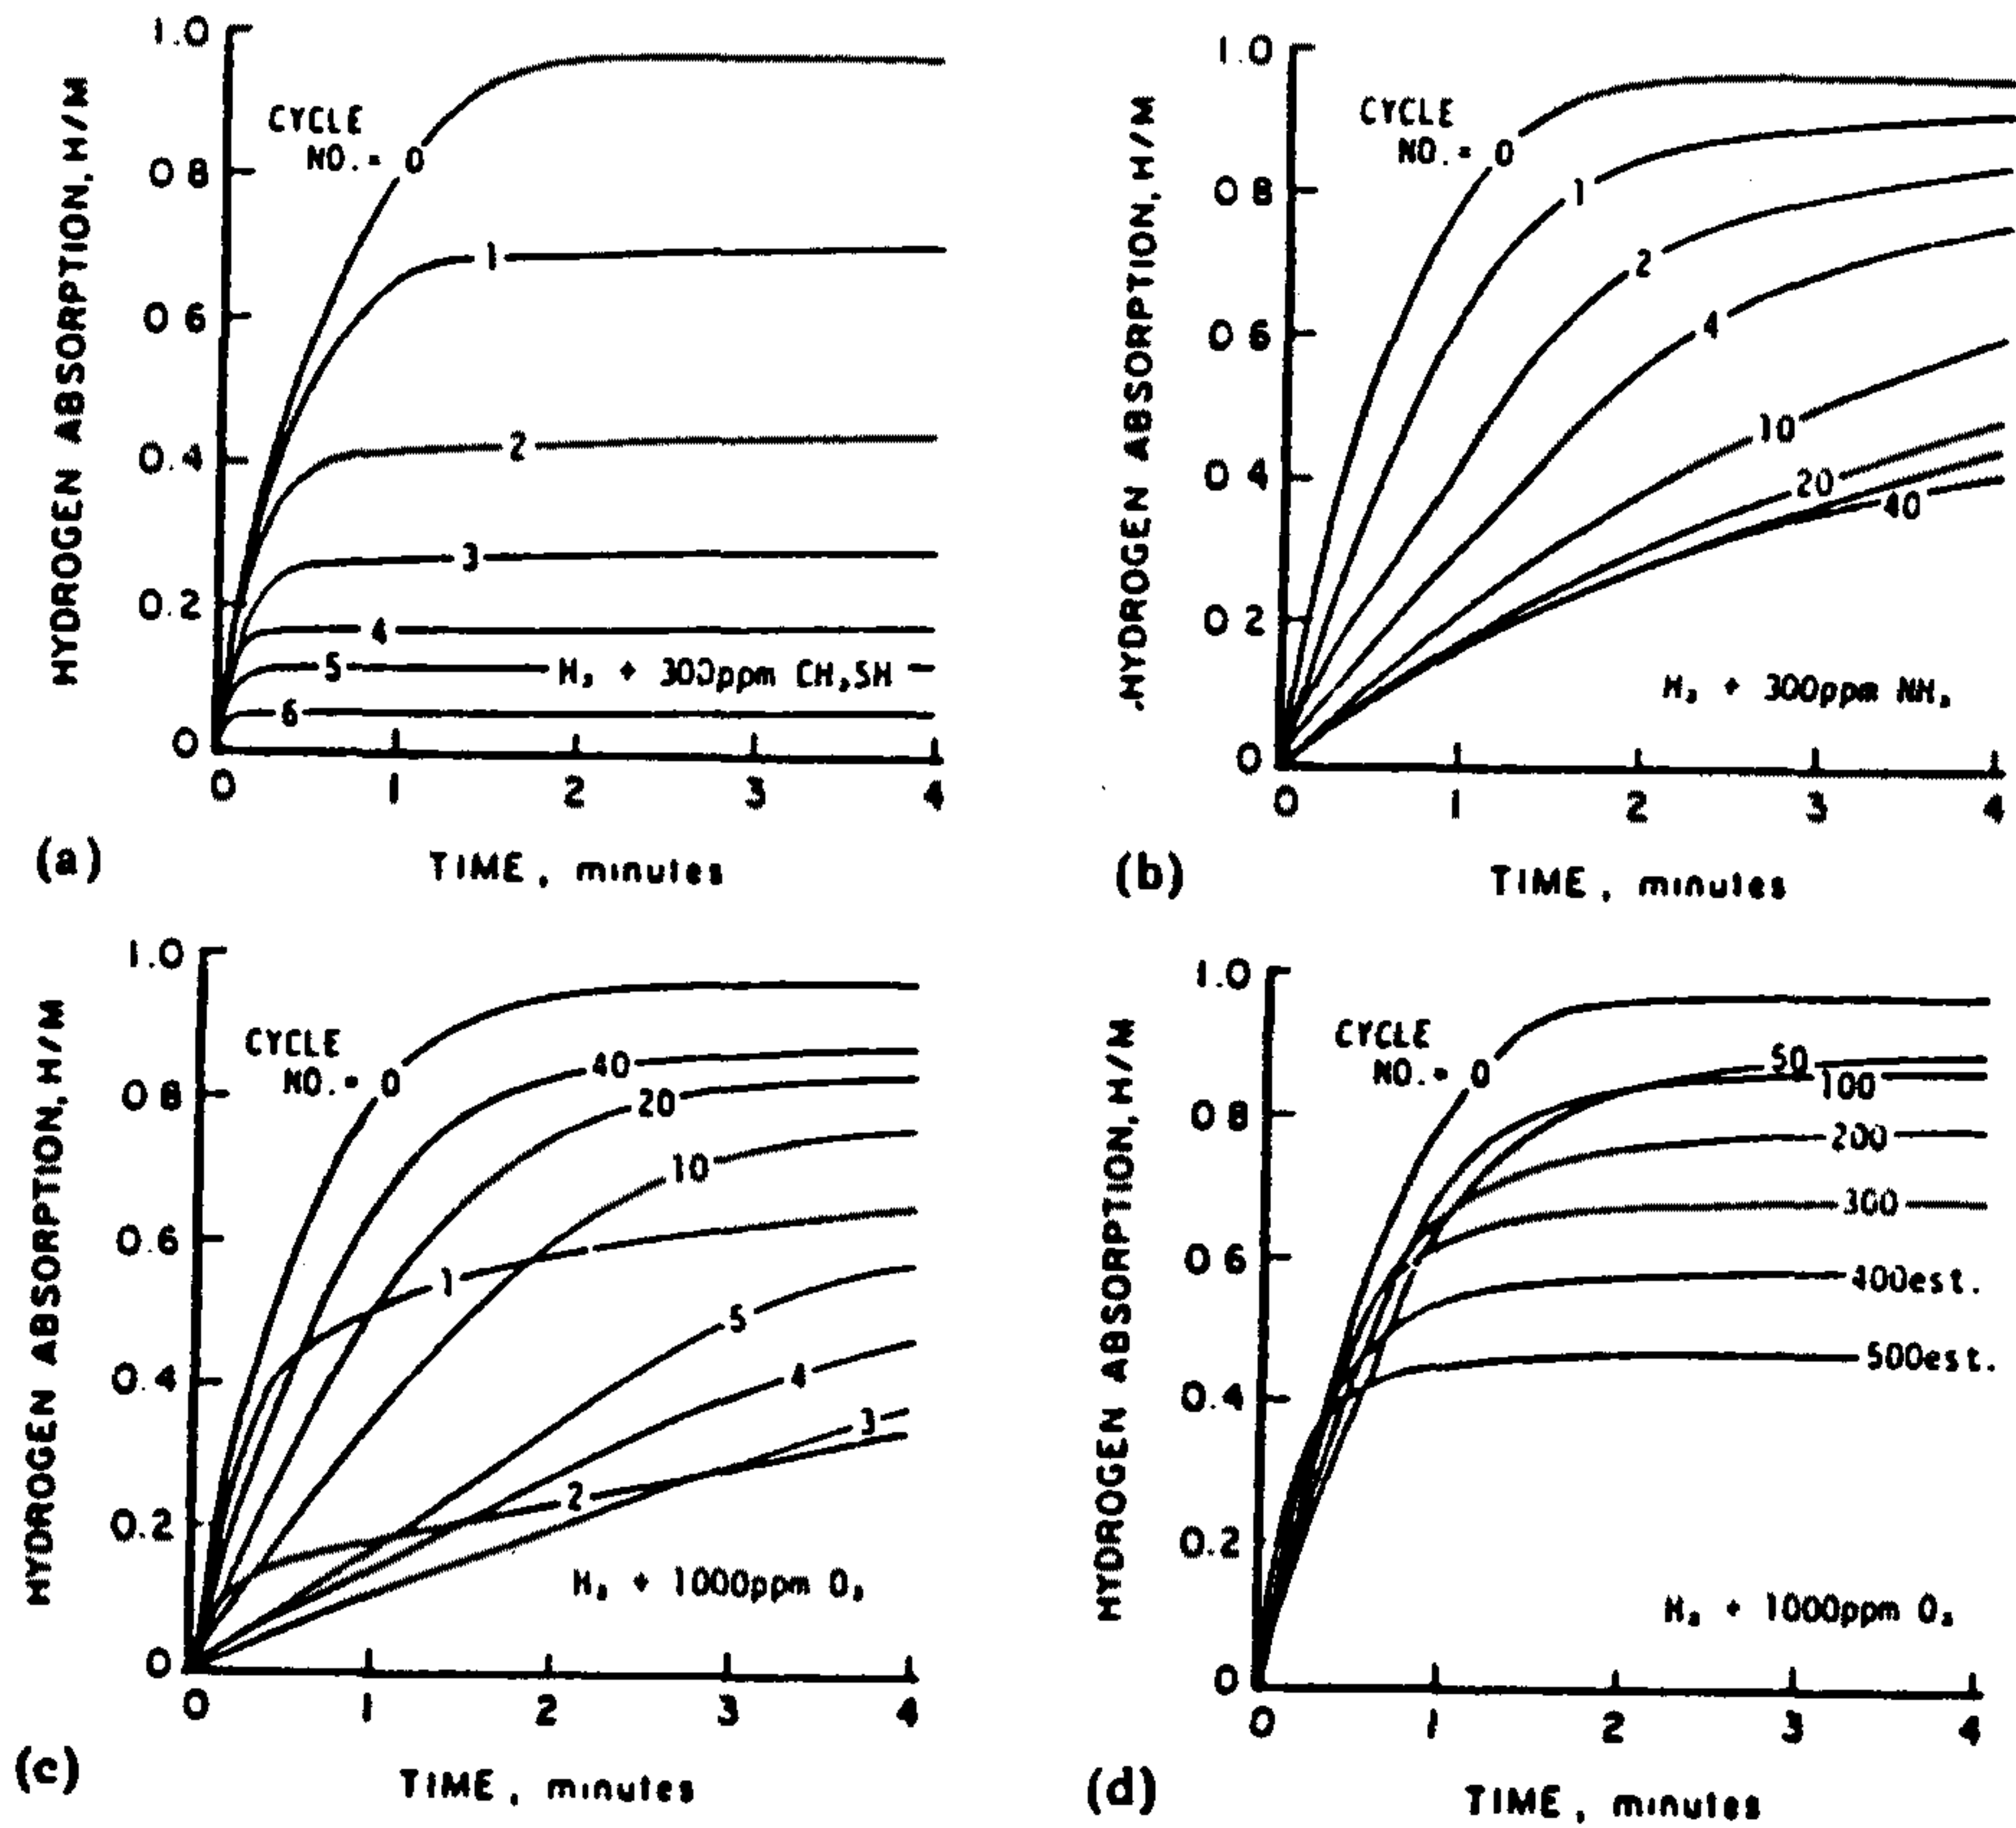 HYDROGEN ABSORPTION, H/M
1.0
0.8
0.6
0.4
0.2
0
CYCLE
NO.= 0
1
2
3
4
5
6
H₂ + 300ppm CH₃SH
0 1 2 3 4
(a) TIME, minutes
HYDROGEN ABSORPTION, H/M
1.0
0.8
0.6
0.4
0.2
0
CYCLE
NO.= 0
1
2
4
10
20
40
H₂ + 300ppm NH₃
0 1 2 3 4
(b) TIME, minutes
HYDROGEN ABSORPTION, H/M
1.0
0.8
0.6
0.4
0.2
0
CYCLE
NO.= 0
40
20
10
1
5
4
3
2
H₂ + 1000ppm O₂
0 1 2 3 4
(c) TIME, minutes
HYDROGEN ABSORPTION, H/M
1.0
0.8
0.6
0.4
0.2
0
CYCLE
NO.= 0
50
100
200
300
400est.
500est.
H₂ + 1000ppm O₂
0 1 2 3 4
(d) TIME, minutes